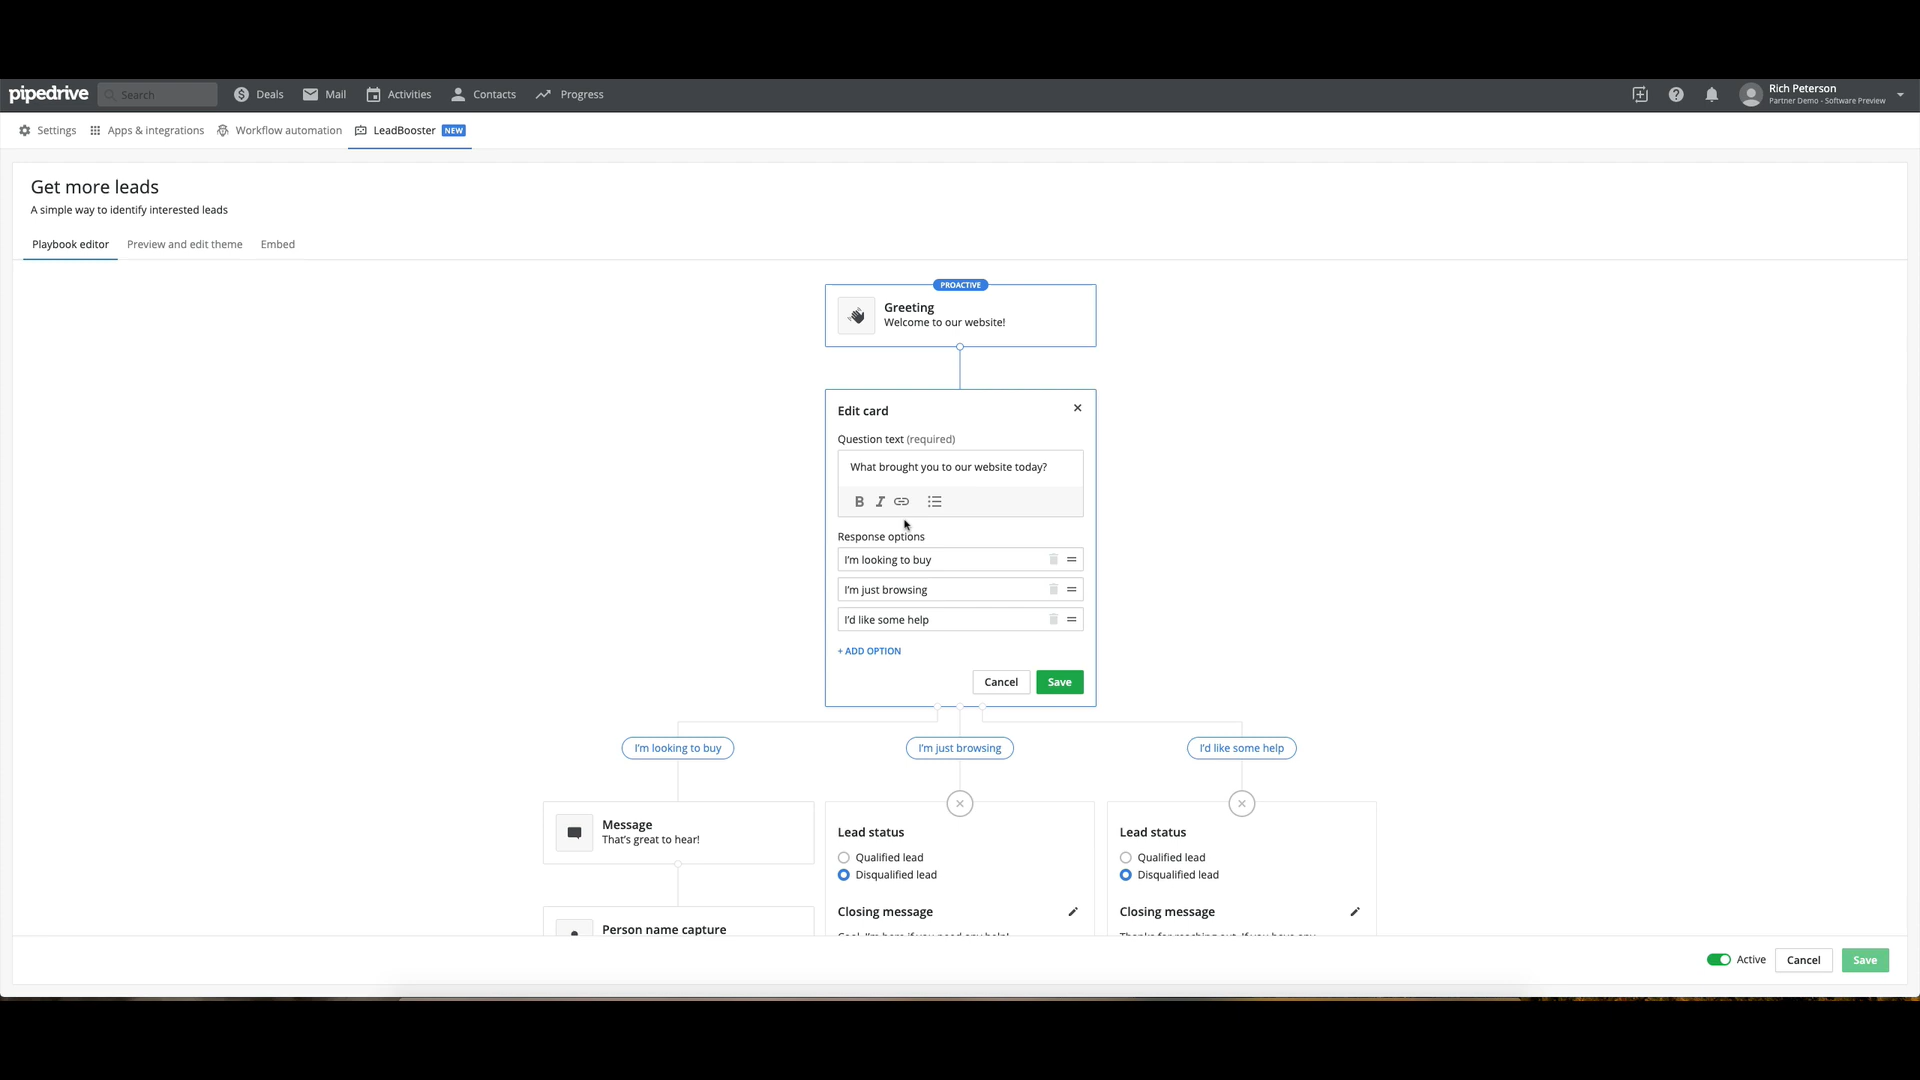 pipedrive
Search
Deals
Mail
Activities
Contacts
Progress
Rich Peterson
Partner Demo - Software Preview
Settings
Apps & integrations
Workflow automation
LeadBooster NEW
Get more leads
A simple way to identify interested leads
Playbook editor
Preview and edit theme
Embed
PROACTIVE
Greeting
Welcome to our website!
Edit card
Question text (required)
What brought you to our website today?
B I
Response options
I'm looking to buy
I'm just browsing
I'd like some help
+ ADD OPTION
Cancel
Save
I'm looking to buy
I'm just browsing
I'd like some help
Message
That's great to hear!
Person name capture
Lead status
Qualified lead
Disqualified lead
Closing message
Lead status
Qualified lead
Disqualified lead
Closing message
Active
Cancel
Save